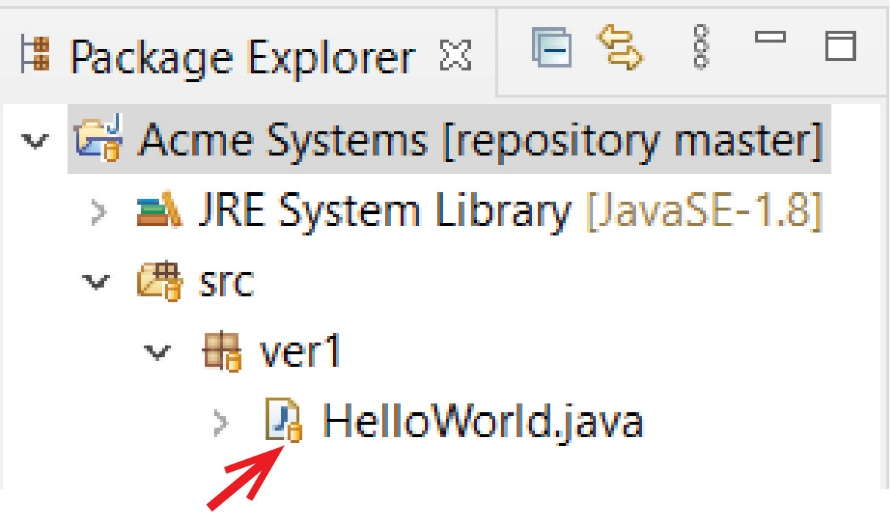 Package Explorer
Acme Systems [repository master]
JRE System Library [JavaSE-1.8]
src
ver1
HelloWorld.java